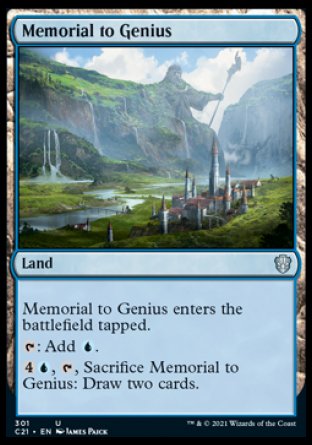 Memorial to Genius
Land
Memorial to Genius enters the
battlefield tapped.
: Add .
4 , , Sacrifice Memorial to
Genius: Draw two cards.
301 U
C21 • EN James Paick ™ & © 2021 Wizards of the Coast